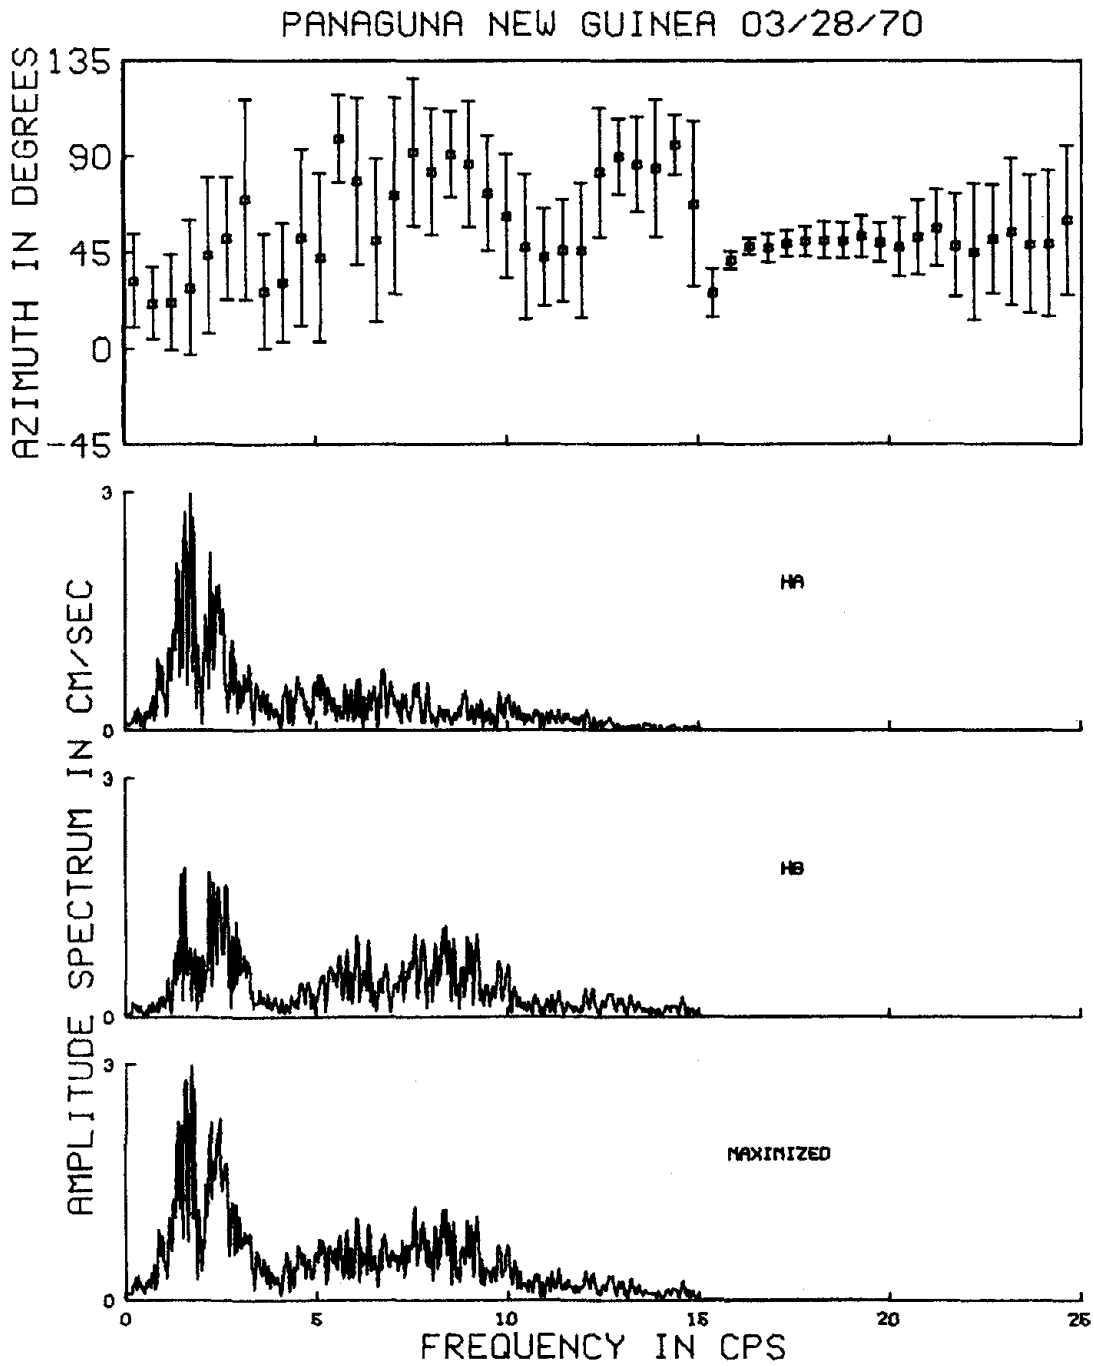 PANAGUNA NEW GUINEA 03/28/70
AZIMUTH IN DEGREES
135
90
45
0
-45
AMPLITUDE SPECTRUM IN CM/SEC
3
HA
0
3
HB
0
3
MAXIMIZED
0
0 5 10 15 20 25
FREQUENCY IN CPS